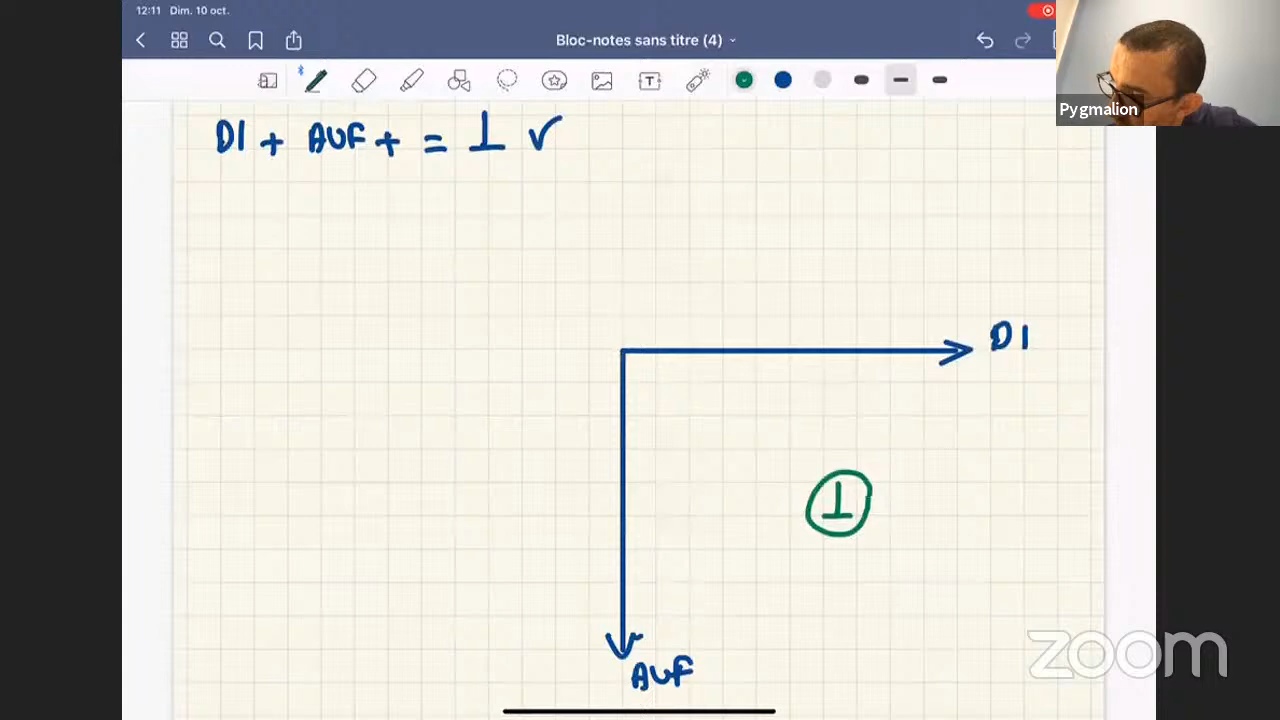 12:11 Dim. 10 oct.
Bloc-notes sans titre (4)
T
Pygmalion
DI + AUF + = ⊥ √
DI
⊥
AUF
zoom